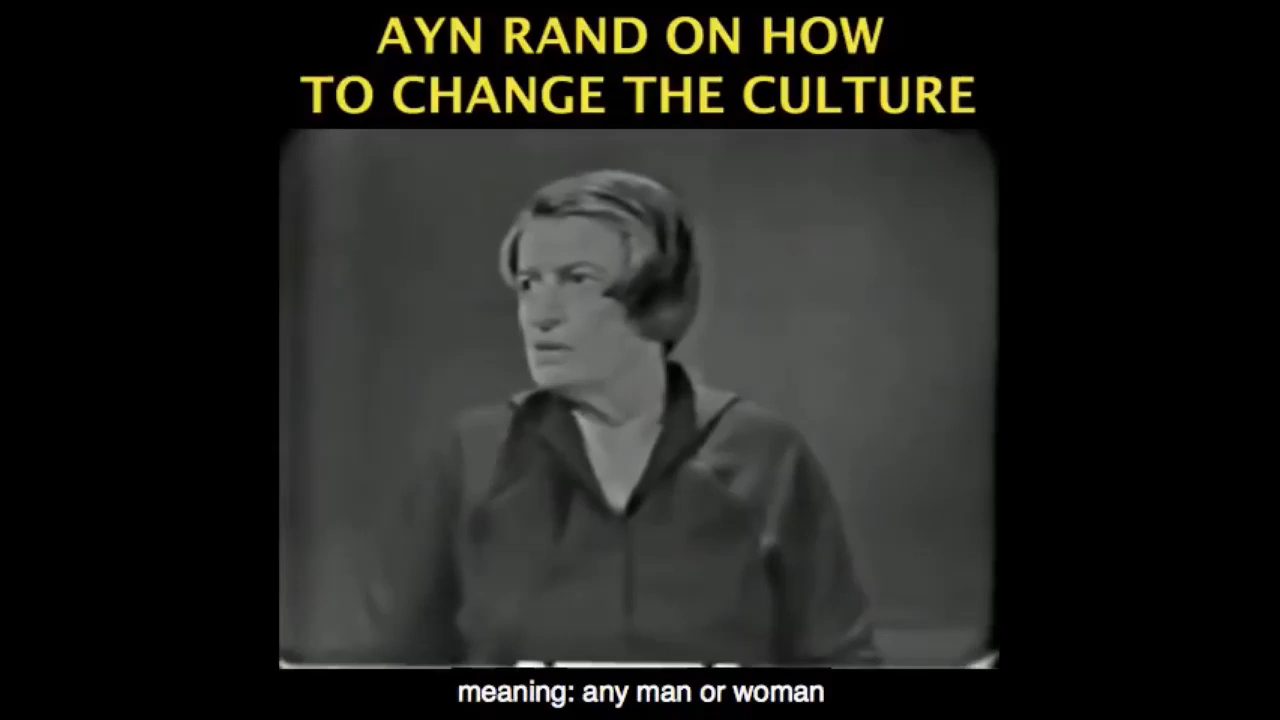 AYN RAND ON HOW
TO CHANGE THE CULTURE
meaning: any man or woman